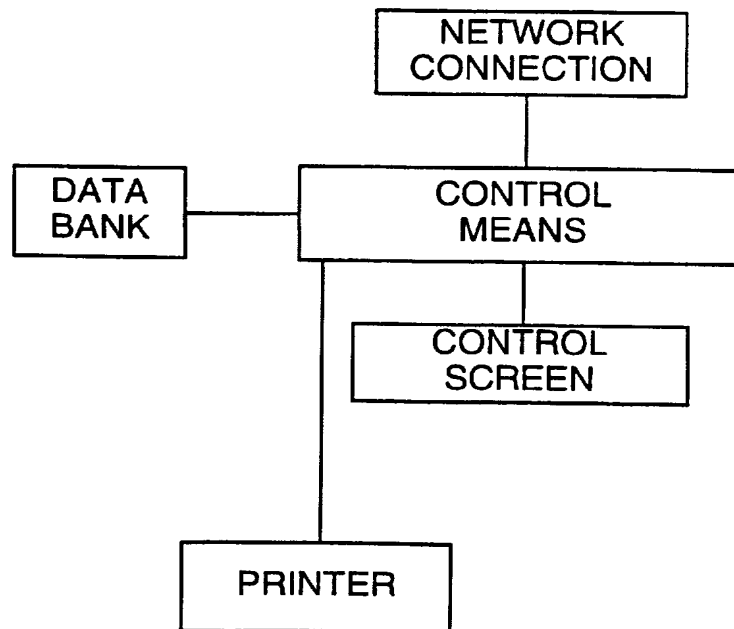 NETWORK
CONNECTION
DATA
BANK
CONTROL
MEANS
CONTROL
SCREEN
PRINTER